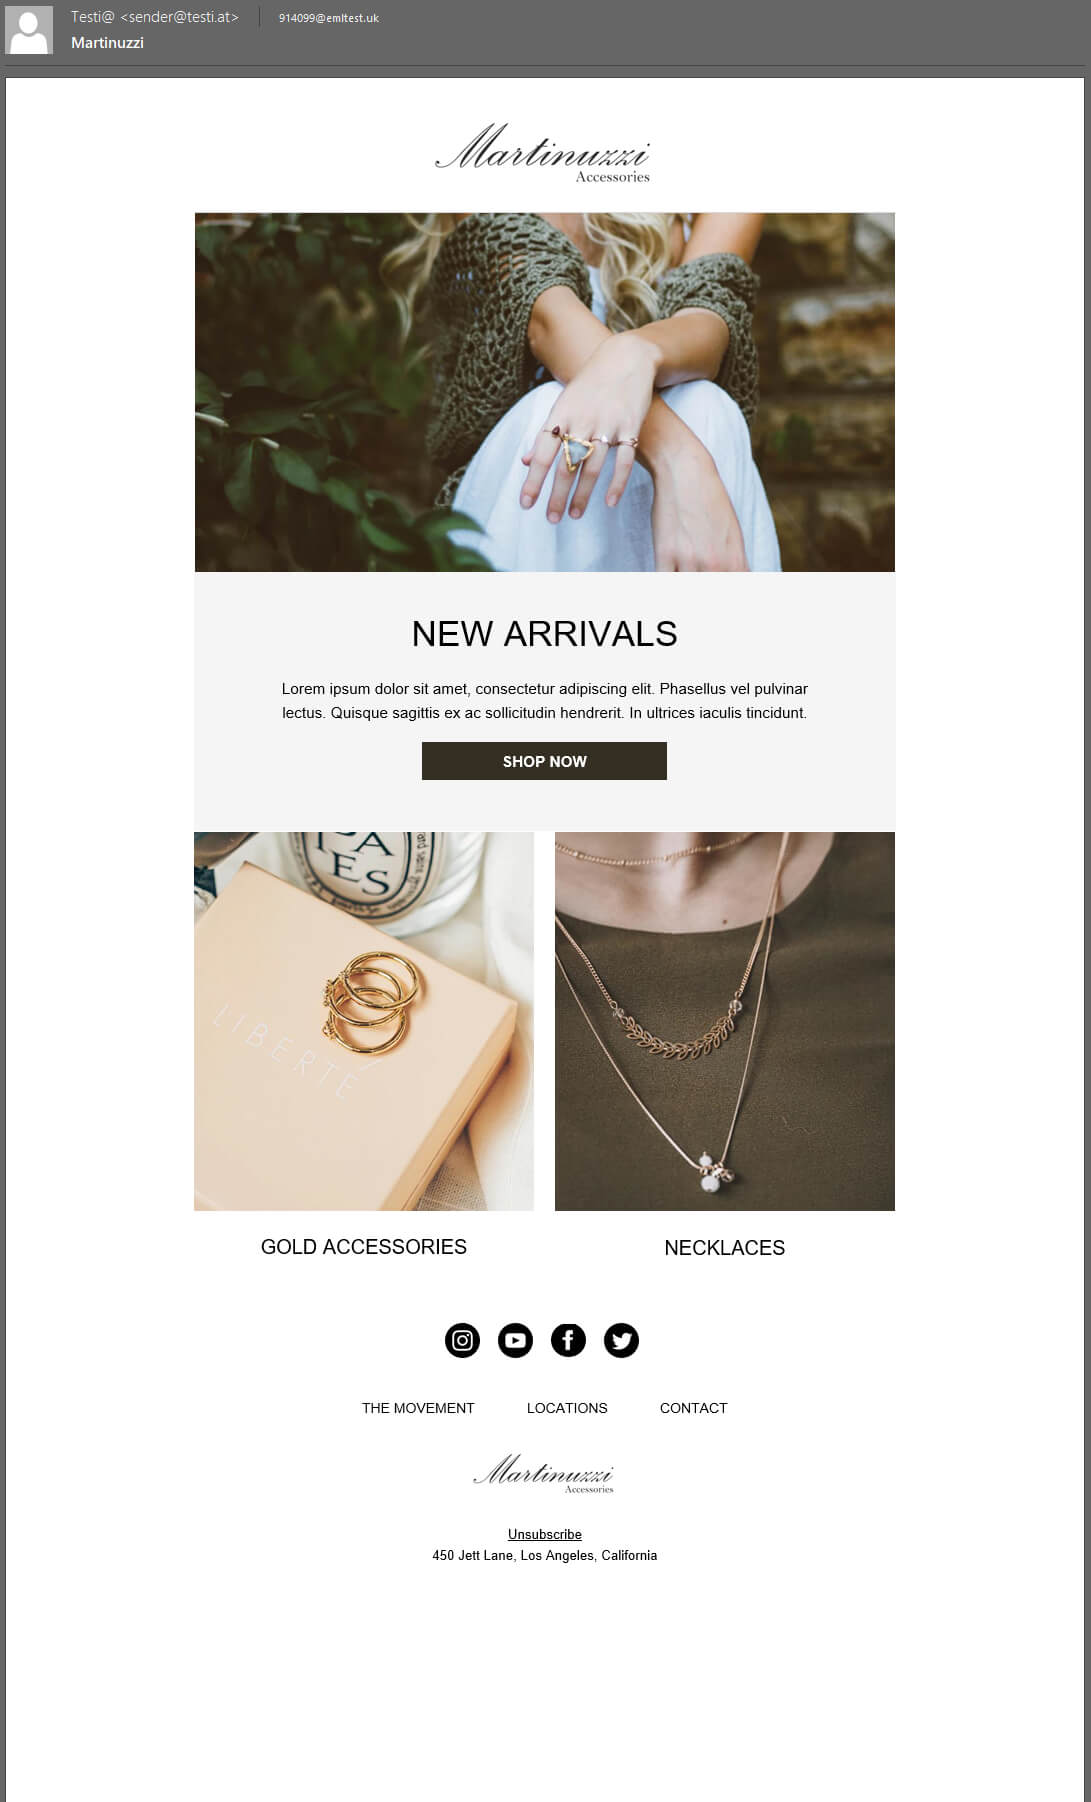 Testi@ <sender@testi.at>
914099@emltest.uk
Martinuzzi
Martinuzzi
Accessories
NEW ARRIVALS
Lorem ipsum dolor sit amet, consectetur adipiscing elit. Phasellus vel pulvinar
lectus. Quisque sagittis ex ac sollicitudin hendrerit. In ultrices iaculis tincidunt.
SHOP NOW
LIBERTÉ
GOLD ACCESSORIES
NECKLACES
THE MOVEMENT
LOCATIONS
CONTACT
Martinuzzi
Accessories
Unsubscribe
450 Jett Lane, Los Angeles, California